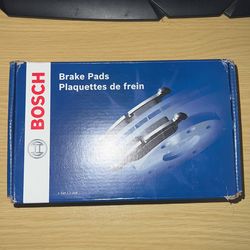 BOSCH
Brake Pads
Plaquettes de frein